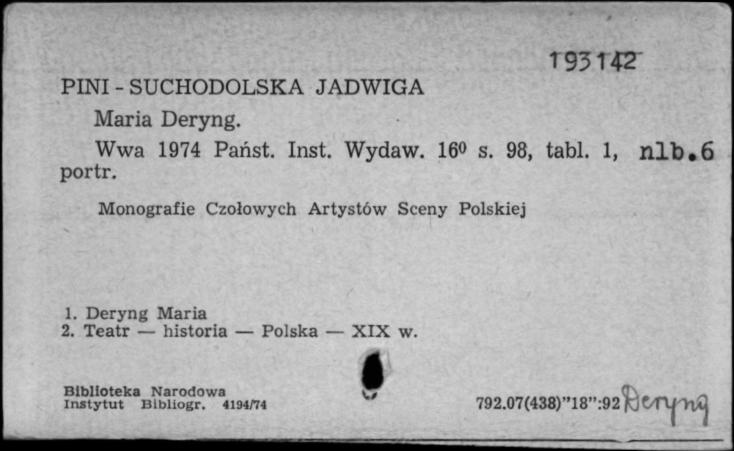 193142
PINI - SUCHODOLSKA JADWIGA
Maria Deryng.
Wwa 1974 Państ. Inst. Wydaw. 16⁰ s. 98, tabl. 1, nlb.6
portr.
Monografie Czołowych Artystów Sceny Polskiej
1. Deryng Maria
2. Teatr — historia — Polska — XIX w.
Biblioteka Narodowa
Instytut Bibliogr. 4194/74
792.07(438)”18”:92 Deryng